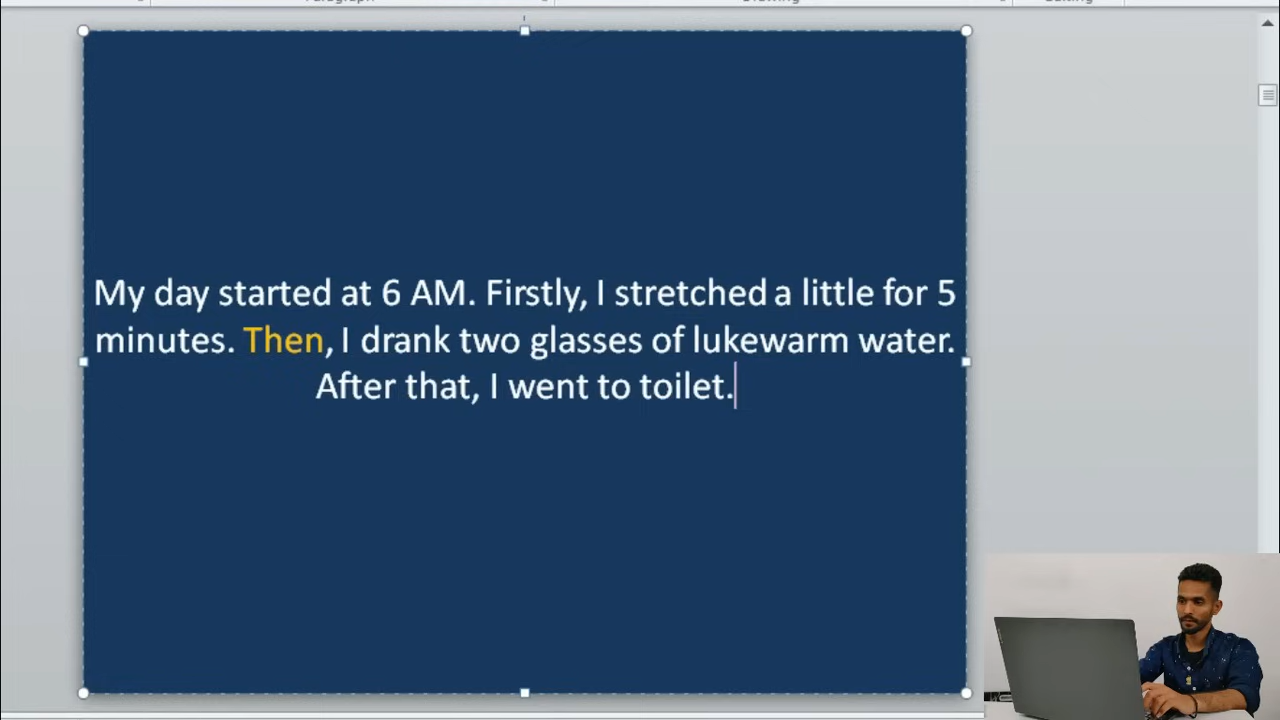 My day started at 6 AM. Firstly, I stretched a little for 5
minutes. Then, I drank two glasses of lukewarm water.
After that, I went to toilet.